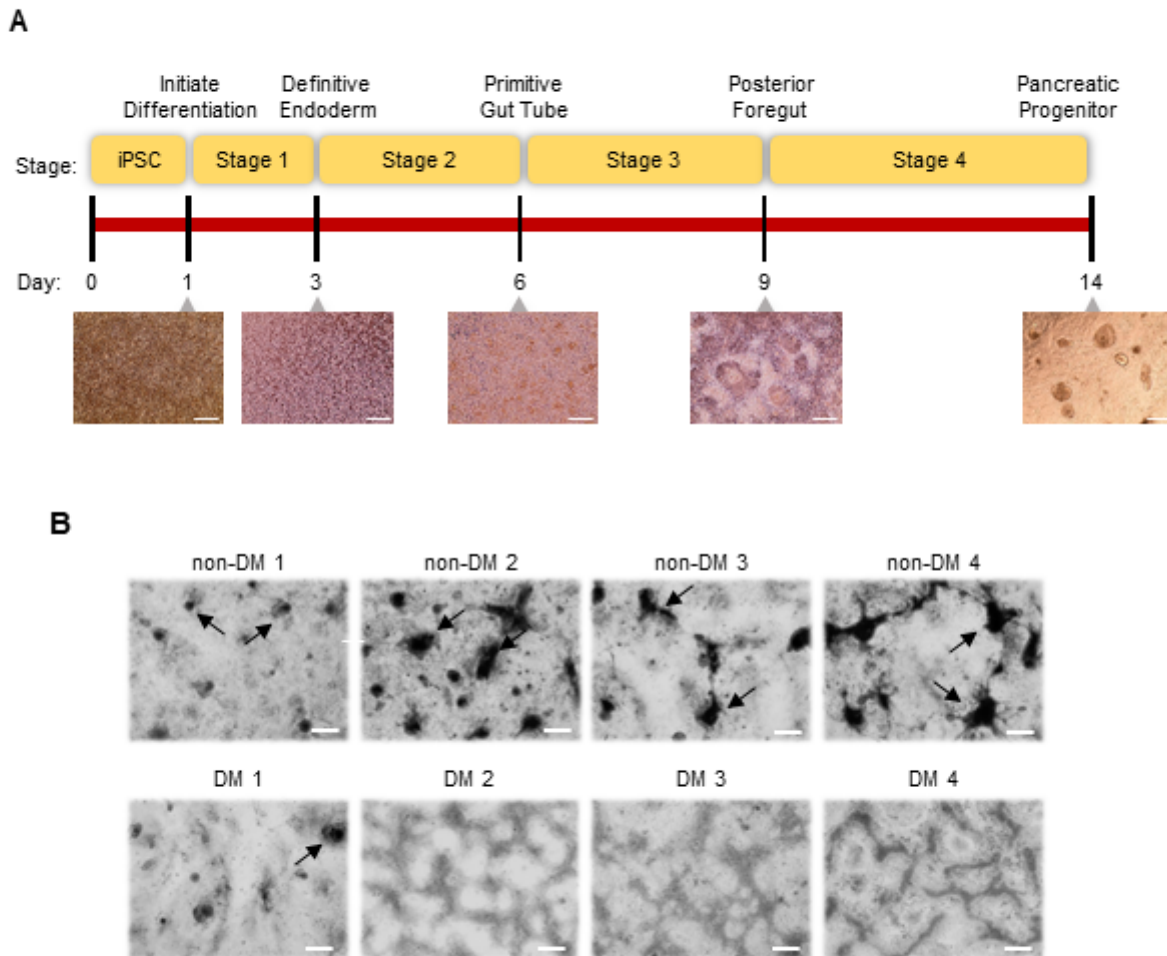 A
Initiate Differentiation
Definitive Endoderm
Primitive Gut Tube
Posterior Foregut
Pancreatic Progenitor
Stage: iPSC Stage 1 Stage 2 Stage 3 Stage 4
Day: 0 1 3 6 9 14
B
non-DM 1 non-DM 2 non-DM 3 non-DM 4
DM 1 DM 2 DM 3 DM 4